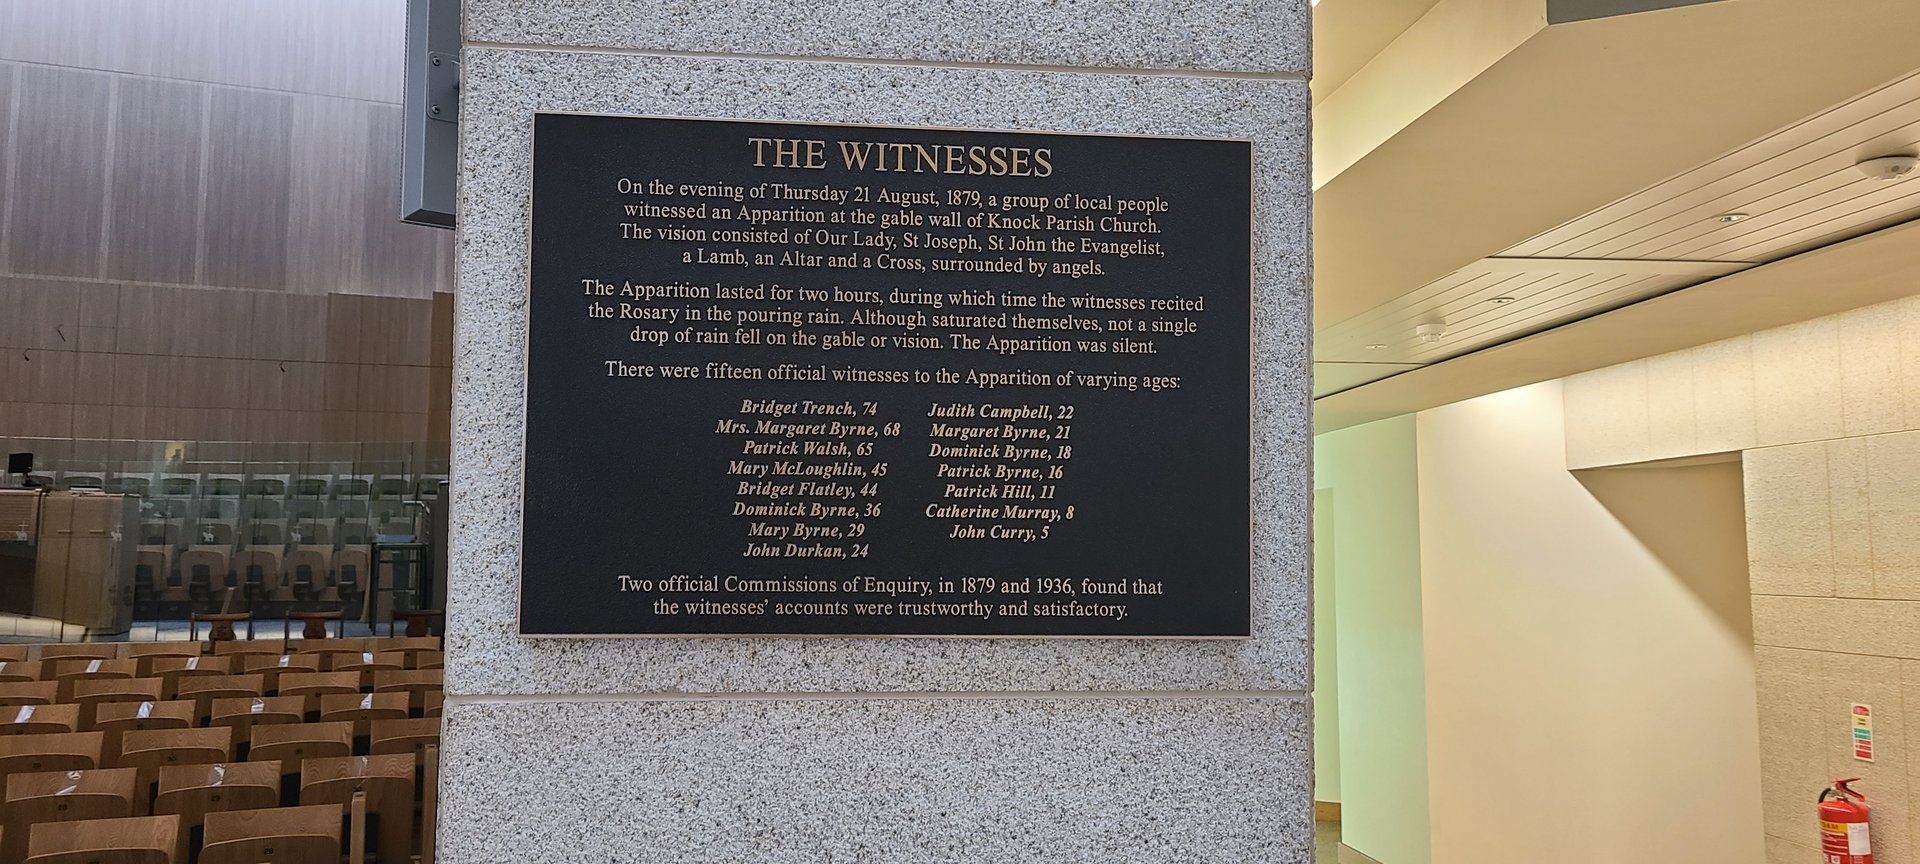 THE WITNESSES
On the evening of Thursday 21 August, 1879, a group of local people
witnessed an Apparition at the gable wall of Knock Parish Church.
The vision consisted of Our Lady, St Joseph, St John the Evangelist,
a Lamb, an Altar and a Cross, surrounded by angels.
The Apparition lasted for two hours, during which time the witnesses recited
the Rosary in the pouring rain. Although saturated themselves, not a single
drop of rain fell on the gable or vision. The Apparition was silent.
There were fifteen official witnesses to the Apparition of varying ages:
Bridget Trench, 74
Mrs. Margaret Byrne, 68
Patrick Walsh, 65
Mary McLoughlin, 45
Bridget Flatley, 44
Dominick Byrne, 36
Mary Byrne, 29
John Durkan, 24
Judith Campbell, 22
Margaret Byrne, 21
Dominick Byrne, 18
Patrick Byrne, 16
Patrick Hill, 11
Catherine Murray, 8
John Curry, 5
Two official Commissions of Enquiry, in 1879 and 1936, found that
the witnesses' accounts were trustworthy and satisfactory.